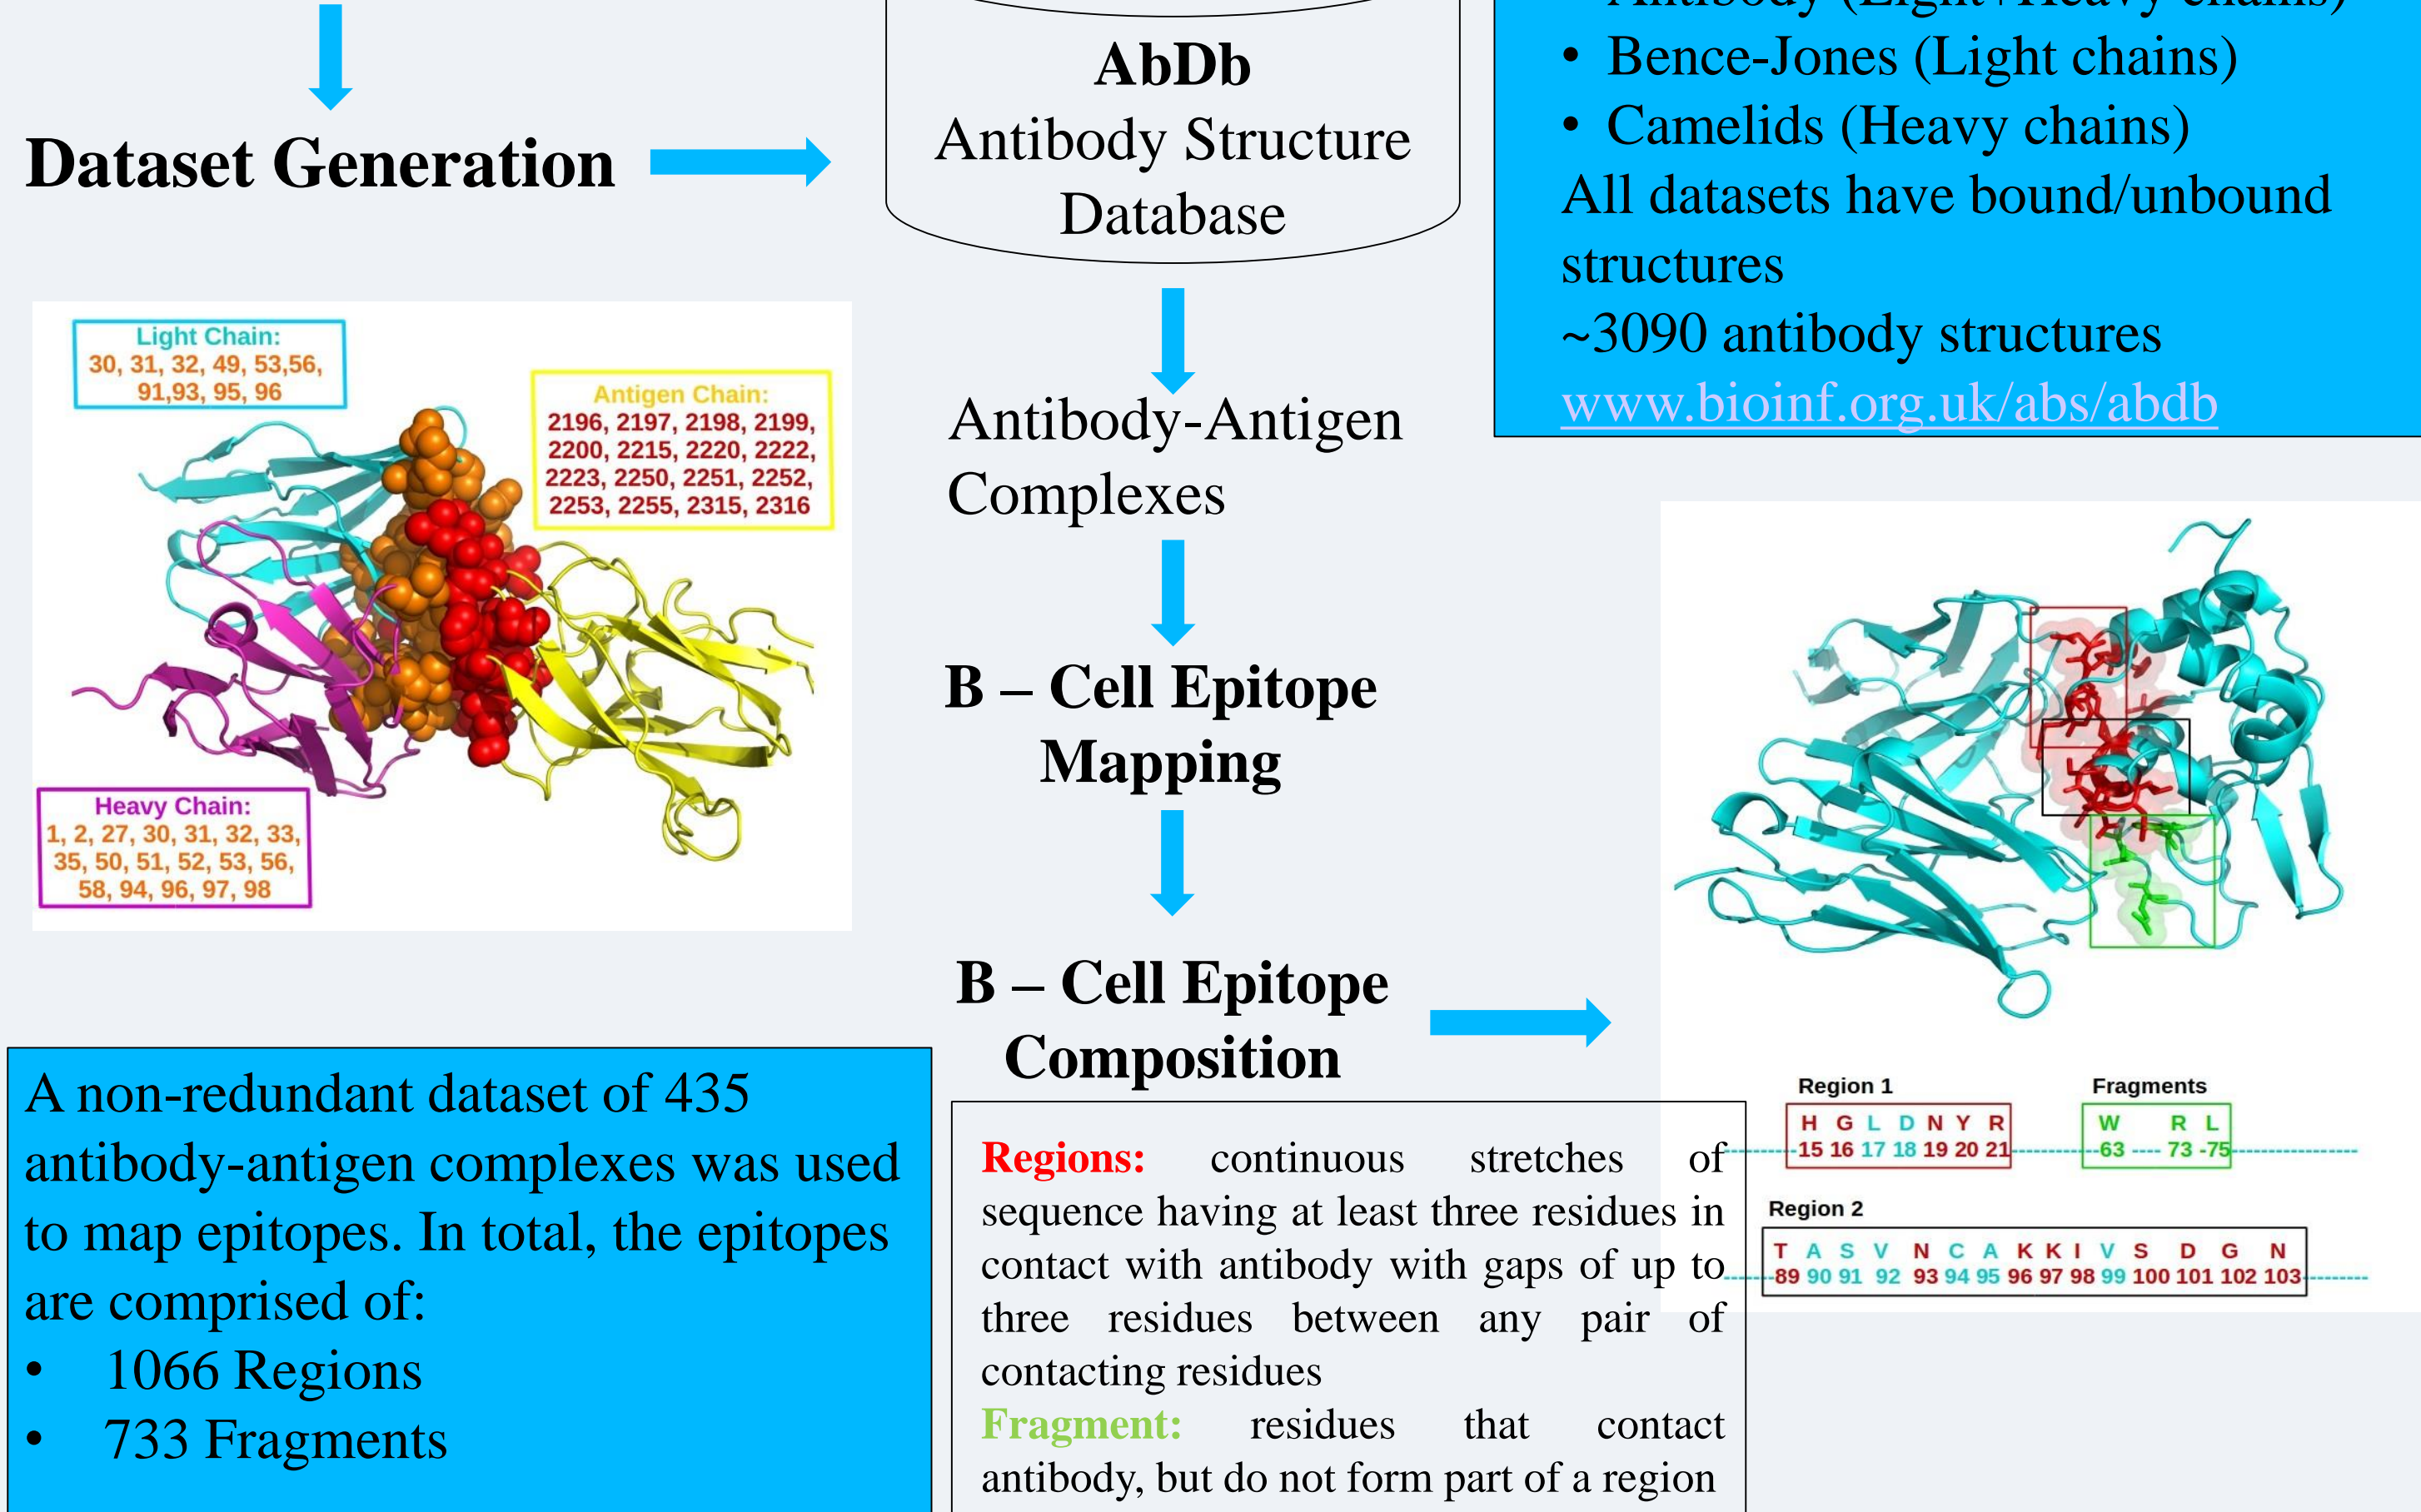 Antibody (Light+Heavy chains)
• Bence-Jones (Light chains)
• Camelids (Heavy chains)
All datasets have bound/unbound
structures
~3090 antibody structures
www.bioinf.org.uk/abs/abdb
AbDb
Antibody Structure
Database
Dataset Generation
Light Chain:
30, 31, 32, 49, 53,56,
91,93, 95, 96
Antigen Chain:
2196, 2197, 2198, 2199,
2200, 2215, 2220, 2222,
2223, 2250, 2251, 2252,
2253, 2255, 2315, 2316
Heavy Chain:
1, 2, 27, 30, 31, 32, 33,
35, 50, 51, 52, 53, 56,
58, 94, 96, 97, 98
Antibody-Antigen
Complexes
B – Cell Epitope
Mapping
B – Cell Epitope
Composition
A non-redundant dataset of 435
antibody-antigen complexes was used
to map epitopes. In total, the epitopes
are comprised of:
• 1066 Regions
• 733 Fragments
Regions: continuous stretches of
sequence having at least three residues in
contact with antibody with gaps of up to
three residues between any pair of
contacting residues
Fragment: residues that contact
antibody, but do not form part of a region
Region 1
H G L D N Y R
15 16 17 18 19 20 21
Fragments
W R L
-63 ---- 73 -75
Region 2
T A S V N C A K K I V S D G N
89 90 91 92 93 94 95 96 97 98 99 100 101 102 103